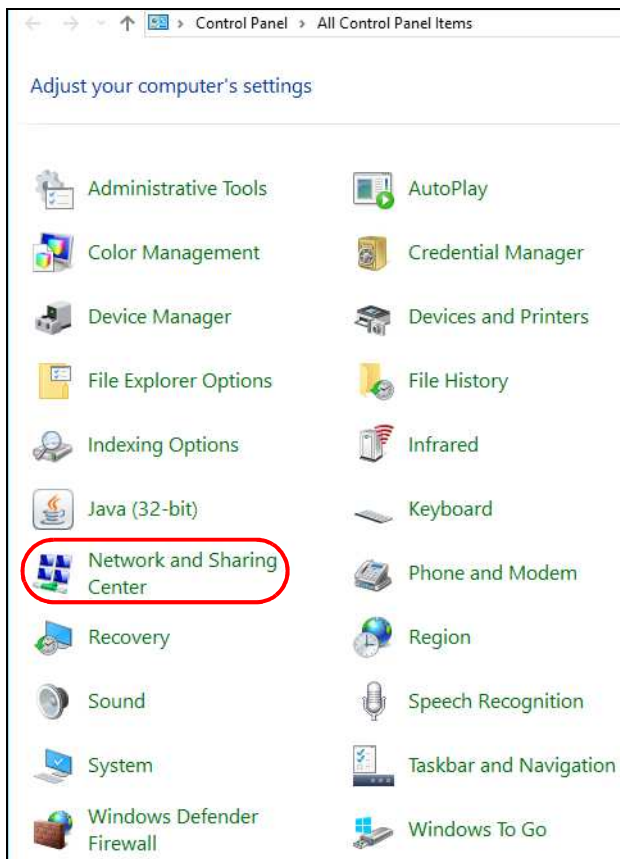 Control Panel > All Control Panel Items
Adjust your computer's settings
Administrative Tools
AutoPlay
Color Management
Credential Manager
Device Manager
Devices and Printers
File Explorer Options
File History
Indexing Options
Infrared
Java (32-bit)
Keyboard
Network and Sharing
Center
Phone and Modem
Recovery
Region
Sound
Speech Recognition
System
Taskbar and Navigation
Windows Defender
Firewall
Windows To Go